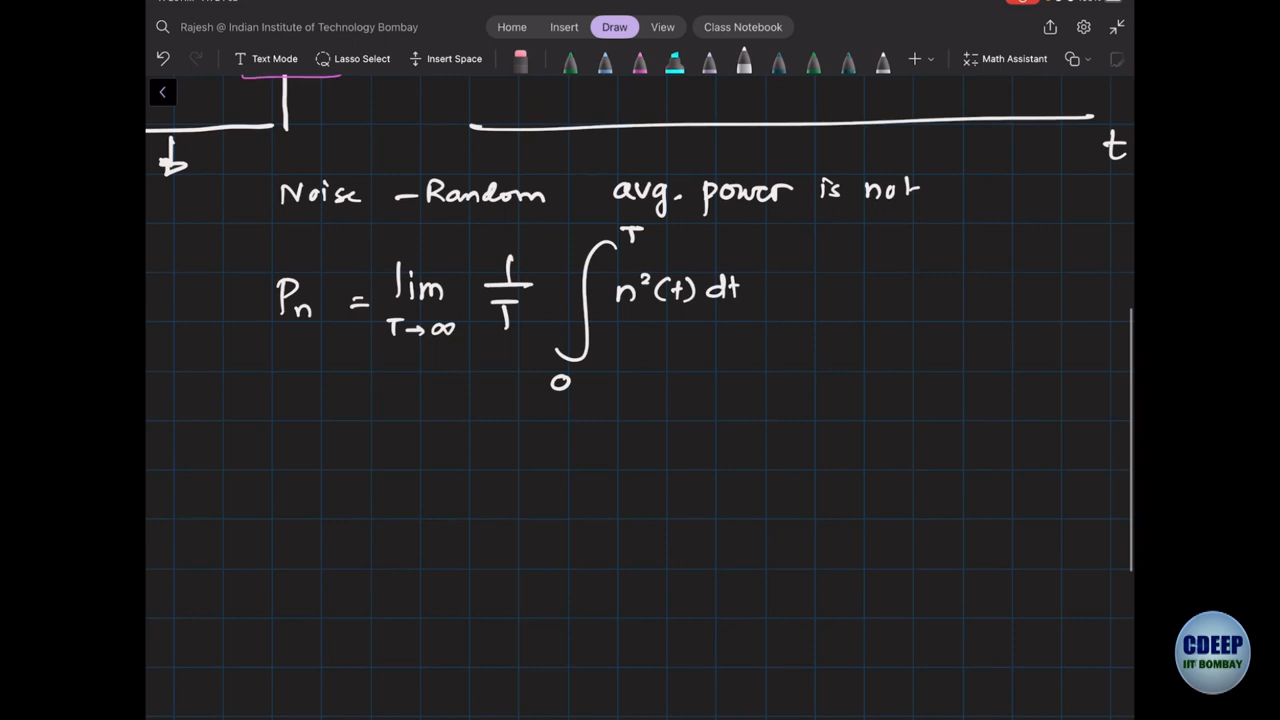 Rajesh @ Indian Institute of Technology Bombay
Home Insert Draw View Class Notebook
Text Mode Lasso Select Insert Space Math Assistant
t
Noise - Random avg. power is not
Pn = lim T→∞ 1/T ∫0^T n²(t) dt
CDEEP
IIT BOMBAY